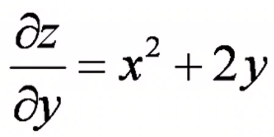 ∂z/∂y = x² + 2y